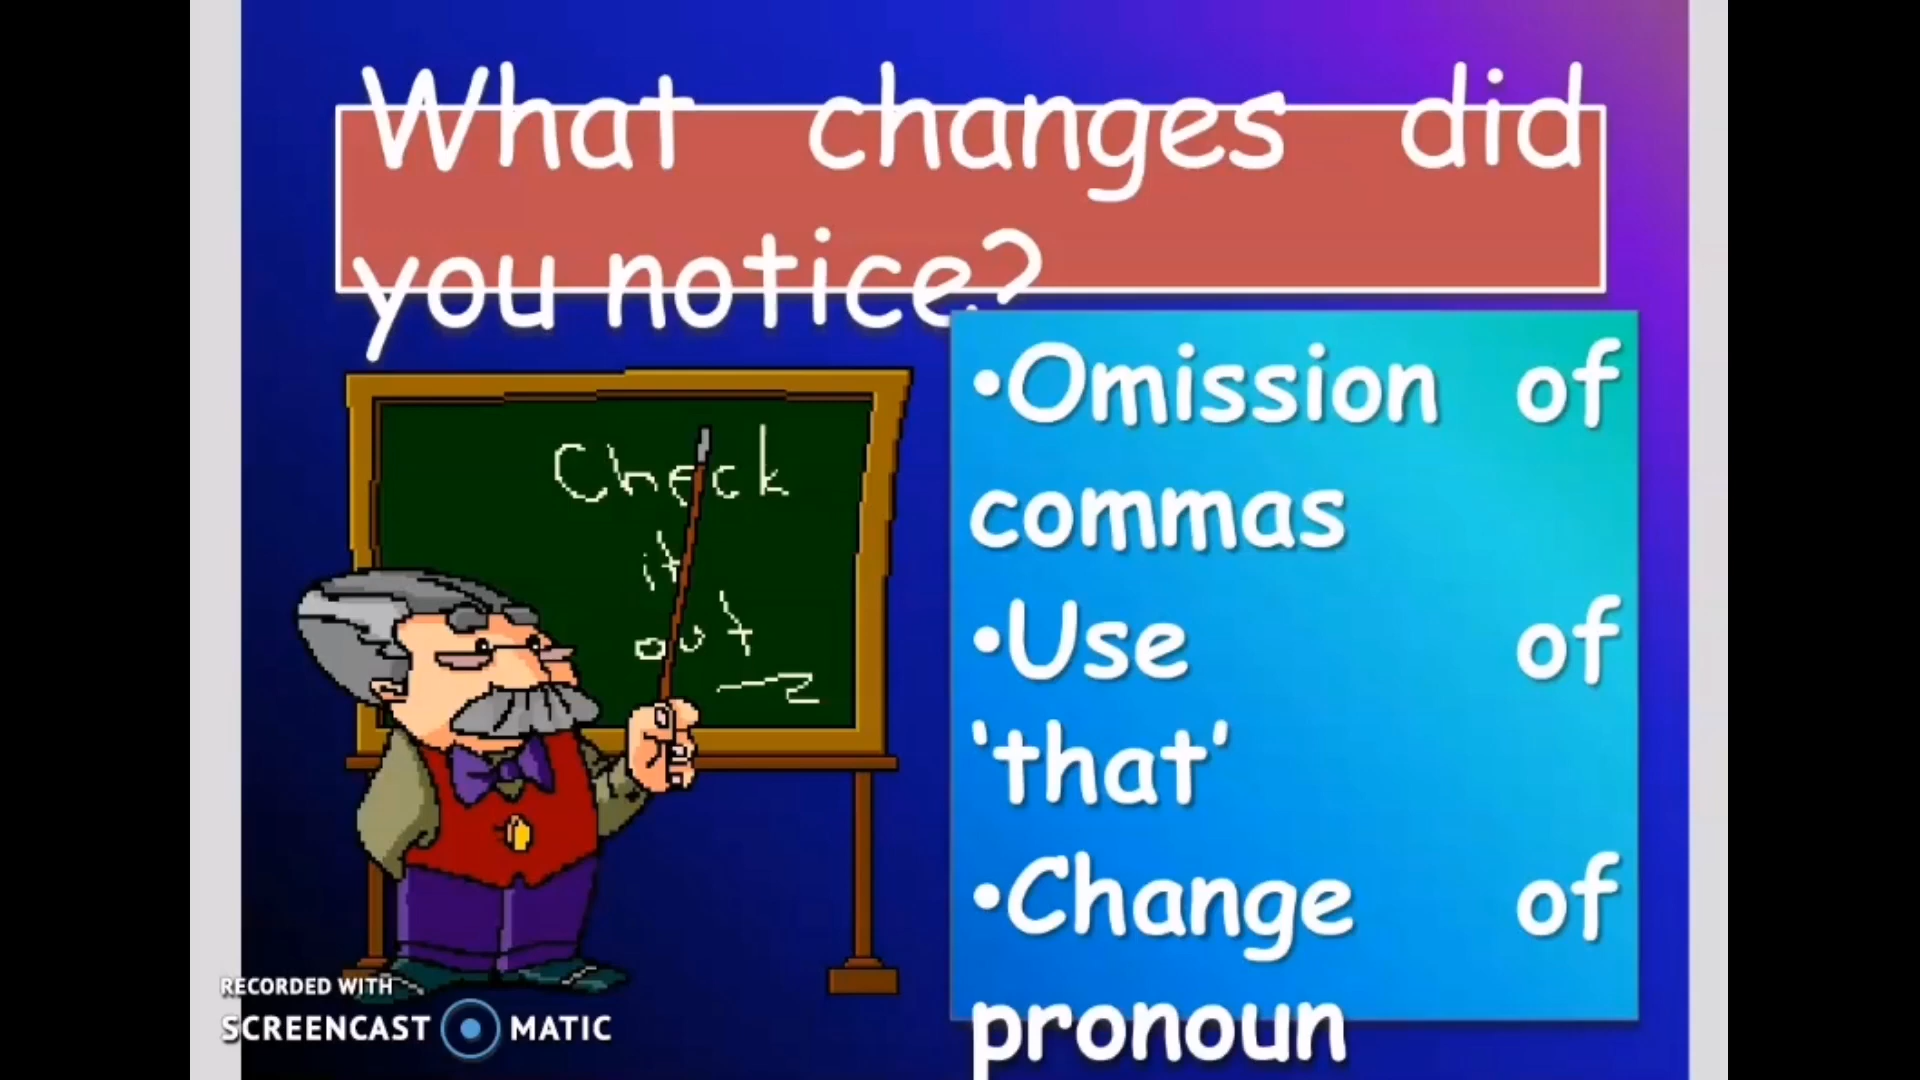 What changes did
you notice?
•Omission of
commas
•Use of
‘that’
•Change of
pronoun
Check
it
out
RECORDED WITH
SCREENCAST MATIC